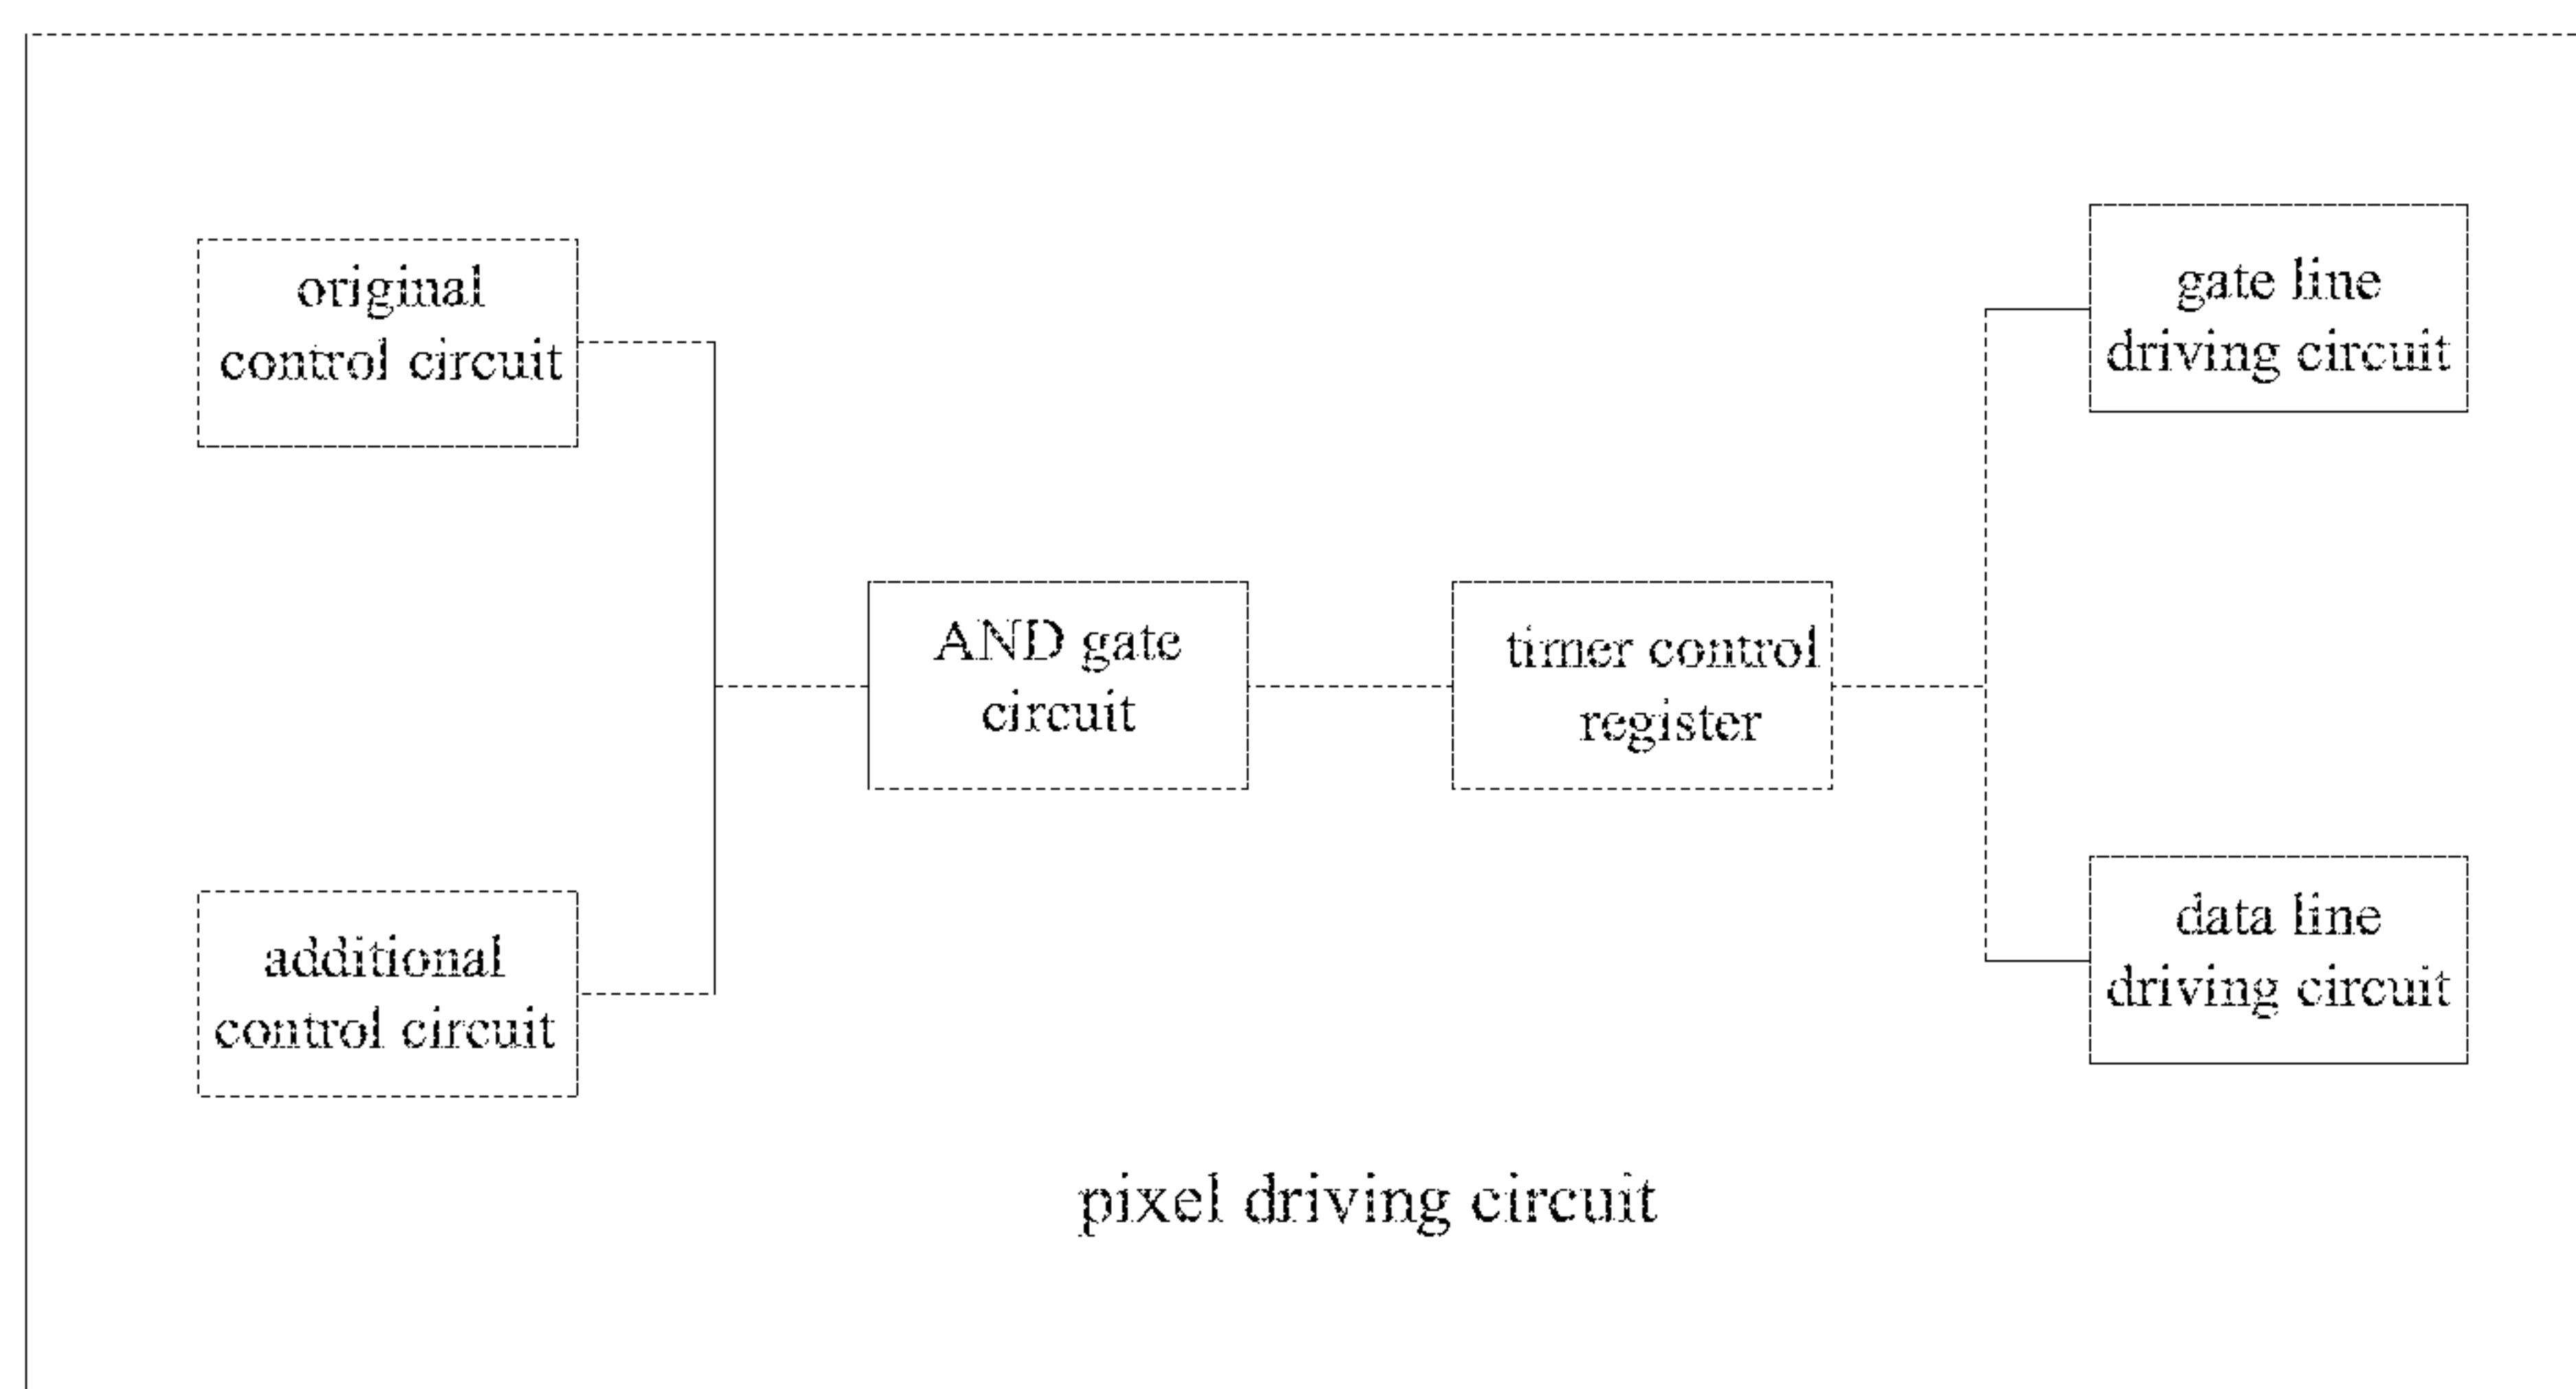 original
control circuit
additional
control circuit
AND gate
circuit
timer control
register
gate line
driving circuit
data line
driving circuit
pixel driving circuit